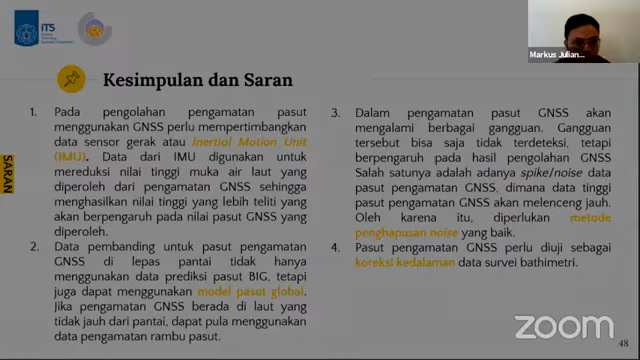 ITS
Markus Julian...
Kesimpulan dan Saran
SARAN
1. Pada pengolahan pengamatan pasut
menggunakan GNSS perlu mempertimbangkan
data sensor gerak atau Inertial Motion Unit
(IMU). Data dari IMU digunakan untuk
mereduksi nilai tinggi muka air laut yang
diperoleh dari pengamatan GNSS sehingga
menghasilkan nilai tinggi yang lebih teliti yang
akan berpengaruh pada nilai pasut GNSS yang
diperoleh.
2. Data pembanding untuk pasut pengamatan
GNSS di lepas pantai tidak hanya
menggunakan data prediksi pasut BIG, tetapi
juga dapat menggunakan model pasut global.
Jika pengamatan GNSS berada di laut yang
tidak jauh dari pantai, dapat pula menggunakan
data pengamatan rambu pasut.
3. Dalam pengamatan pasut GNSS akan
mengalami berbagai gangguan. Gangguan
tersebut bisa saja tidak terdeteksi, tetapi
berpengaruh pada hasil pengolahan GNSS
Salah satunya adalah adanya spike/noise data
pasut pengamatan GNSS, dimana data tinggi
pasut pengamatan GNSS akan melenceng jauh.
Oleh karena itu, diperlukan metode
penghapusan noise yang baik.
4. Pasut pengamatan GNSS perlu diuji sebagai
koreksi kedalaman data survei bathimetri.
48
zoom